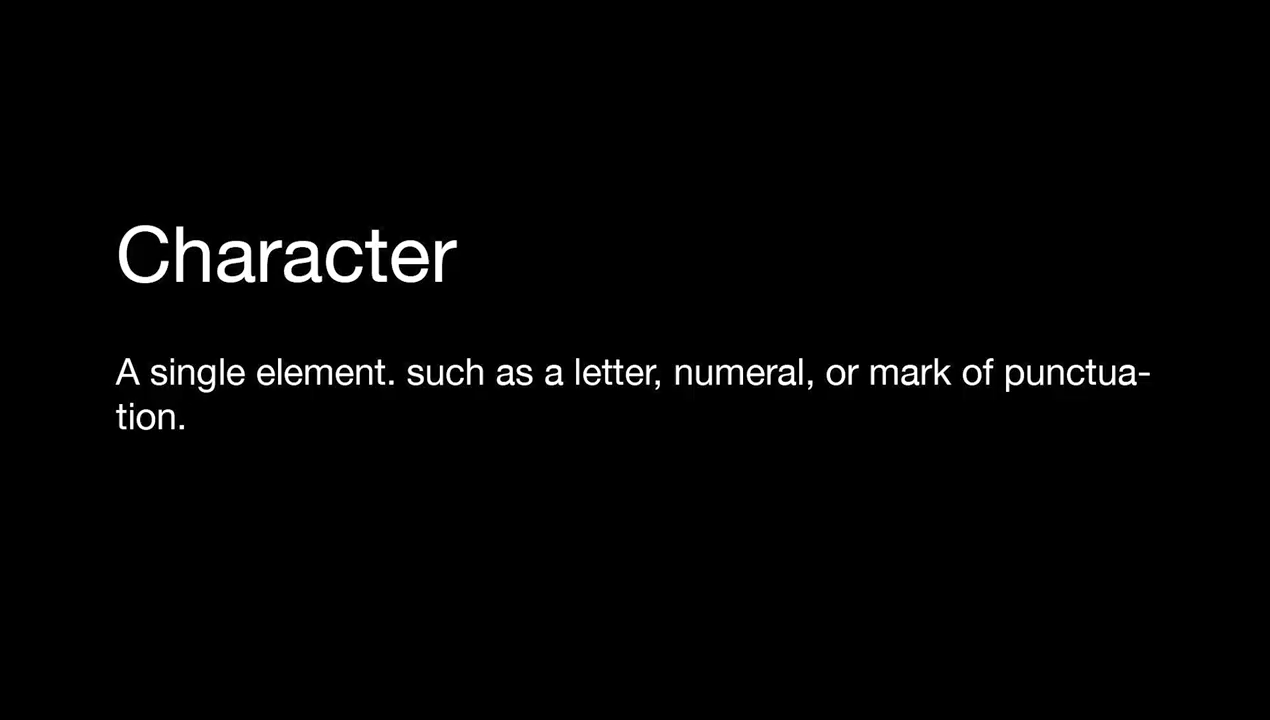 Character
A single element. such as a letter, numeral, or mark of punctua-
tion.